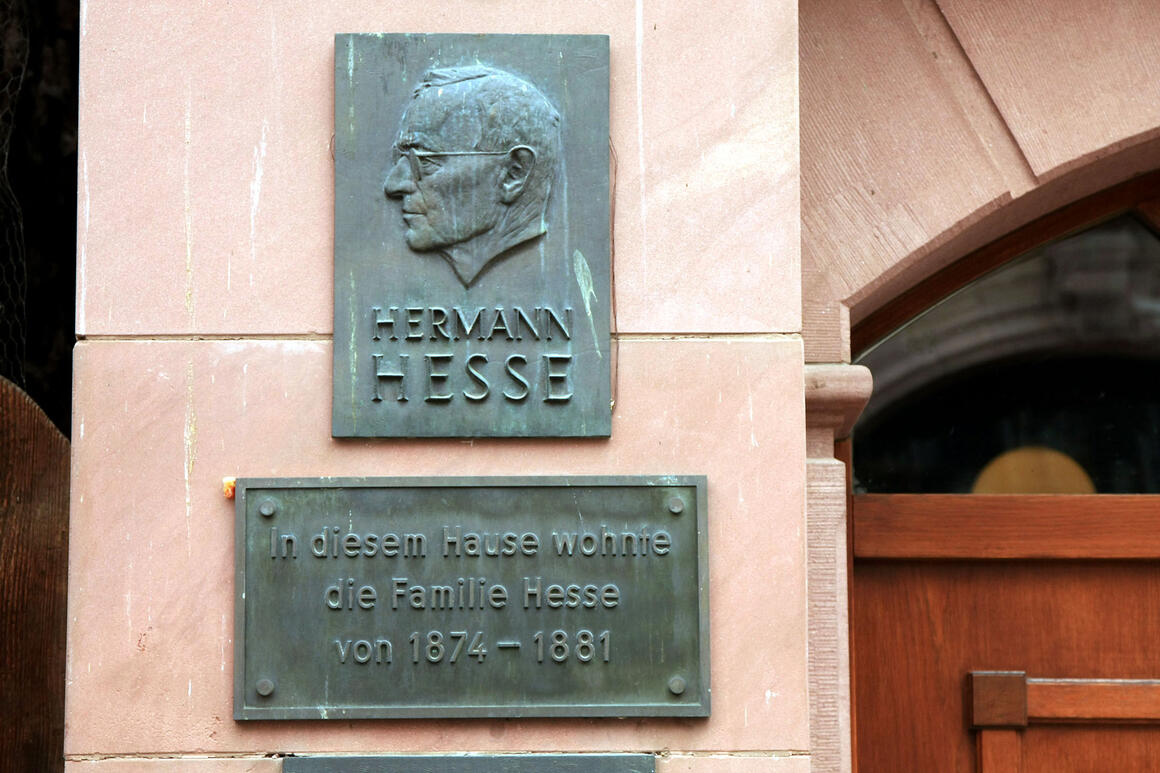 HERMANN
HESSE
In diesem Hause wohnte
die Familie Hesse
von 1874 – 1881